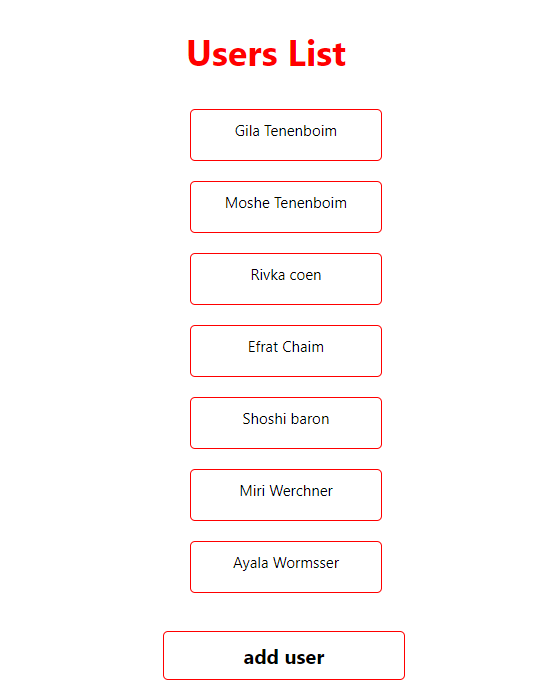 Users List
Gila Tenenboim
Moshe Tenenboim
Rivka coen
Efrat Chaim
Shoshi baron
Miri Werchner
Ayala Wormsser
add user